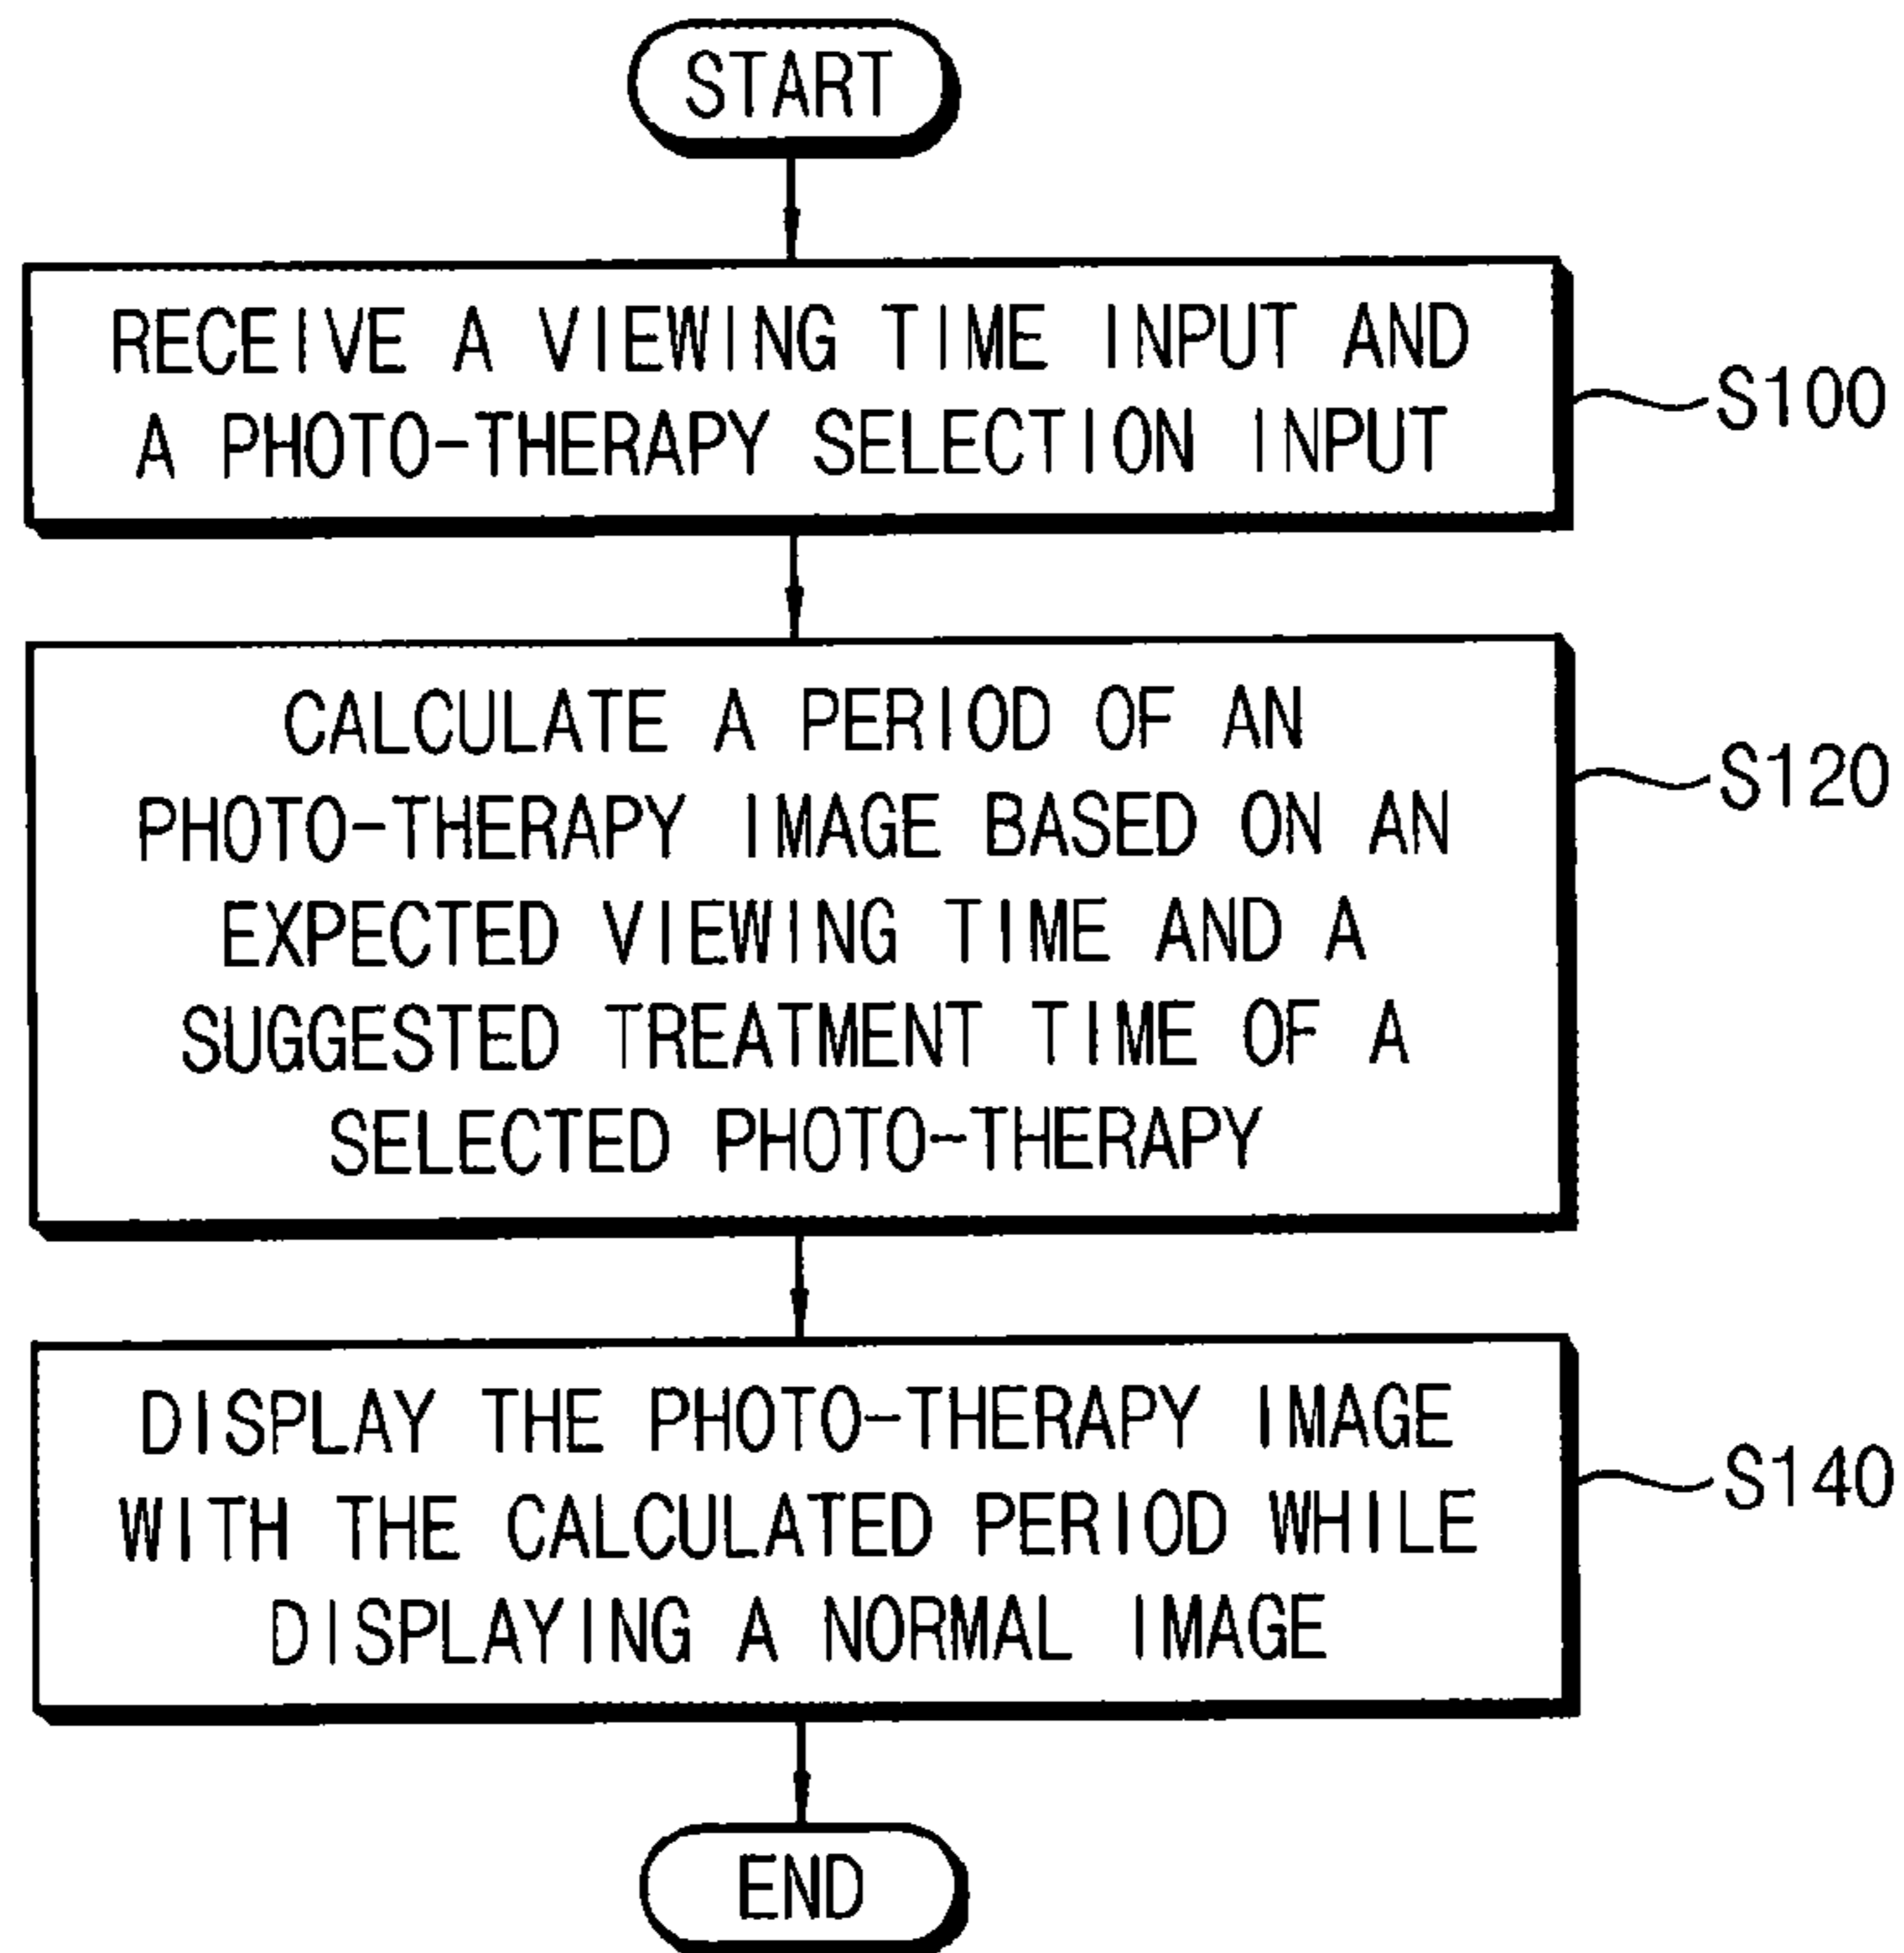 START
RECEIVE A VIEWING TIME INPUT AND
A PHOTO-THERAPY SELECTION INPUT
S100
CALCULATE A PERIOD OF AN
PHOTO-THERAPY IMAGE BASED ON AN
EXPECTED VIEWING TIME AND A
SUGGESTED TREATMENT TIME OF A
SELECTED PHOTO-THERAPY
S120
DISPLAY THE PHOTO-THERAPY IMAGE
WITH THE CALCULATED PERIOD WHILE
DISPLAYING A NORMAL IMAGE
S140
END